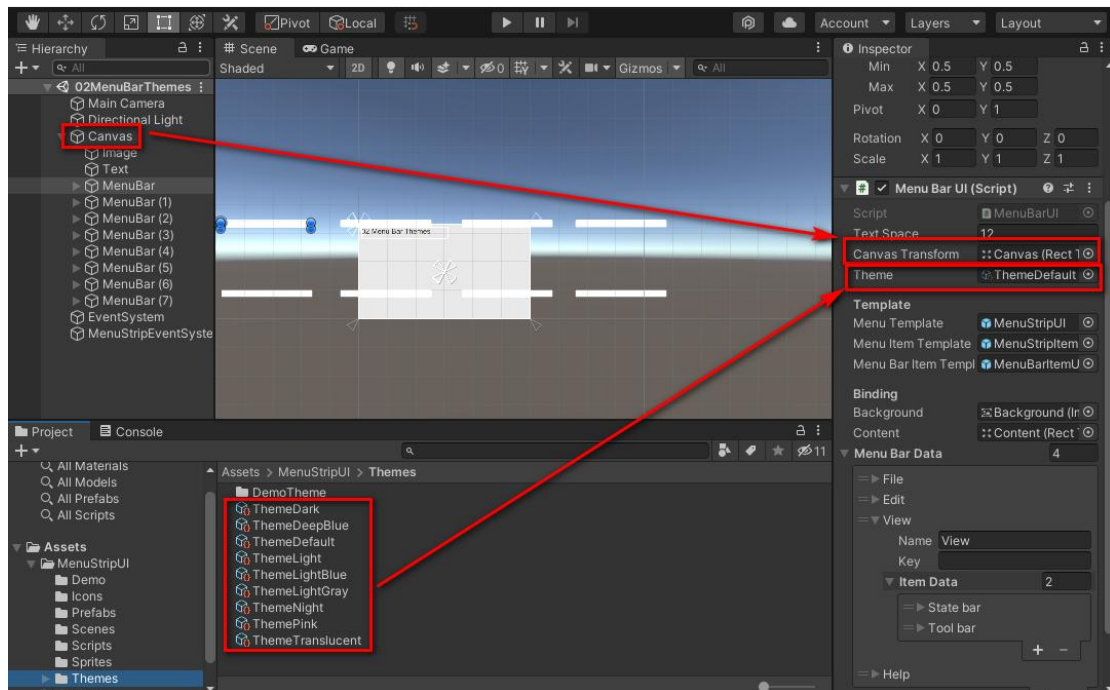 Pivot Local Account Layers Layout
Hierarchy
All
02MenuBarThemes
Main Camera
Directional Light
Canvas
Image
Text
MenuBar
MenuBar (1)
MenuBar (2)
MenuBar (3)
MenuBar (4)
MenuBar (5)
MenuBar (6)
MenuBar (7)
EventSystem
MenuStripEventSyste
Scene Game
Shaded 2D 0 Gizmos All
02 Menu Bar Themes
Project Console
11
All Materials
All Models
All Prefabs
All Scripts
Assets
MenuStripUI
Demo
Icons
Prefabs
Scenes
Scripts
Sprites
Themes
Assets > MenuStripUI > Themes
DemoTheme
ThemeDark
ThemeDeepBlue
ThemeDefault
ThemeLight
ThemeLightBlue
ThemeLightGray
ThemeNight
ThemePink
ThemeTranslucent
Inspector
Min X 0.5 Y 0.5
Max X 0.5 Y 0.5
Pivot X 0 Y 1
Rotation X 0 Y 0 Z 0
Scale X 1 Y 1 Z 1
# Menu Bar UI (Script)
Script MenuBarUI
Text Space 12
Canvas Transform Canvas (Rect T
Theme ThemeDefault
Template
Menu Template MenuStripUI
Menu Item Template MenuStripItem
Menu Bar Item Templ MenuBarItemU
Binding
Background Background (Im
Content Content (Rect T
Menu Bar Data 4
File
Edit
View
Name View
Key
Item Data 2
State bar
Tool bar
+ -
Help